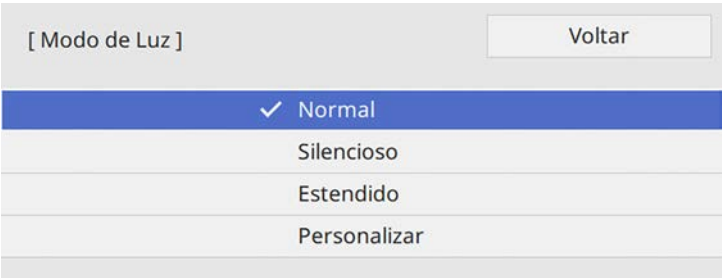 [ Modo de Luz ]
Voltar
Normal
Silencioso
Estendido
Personalizar